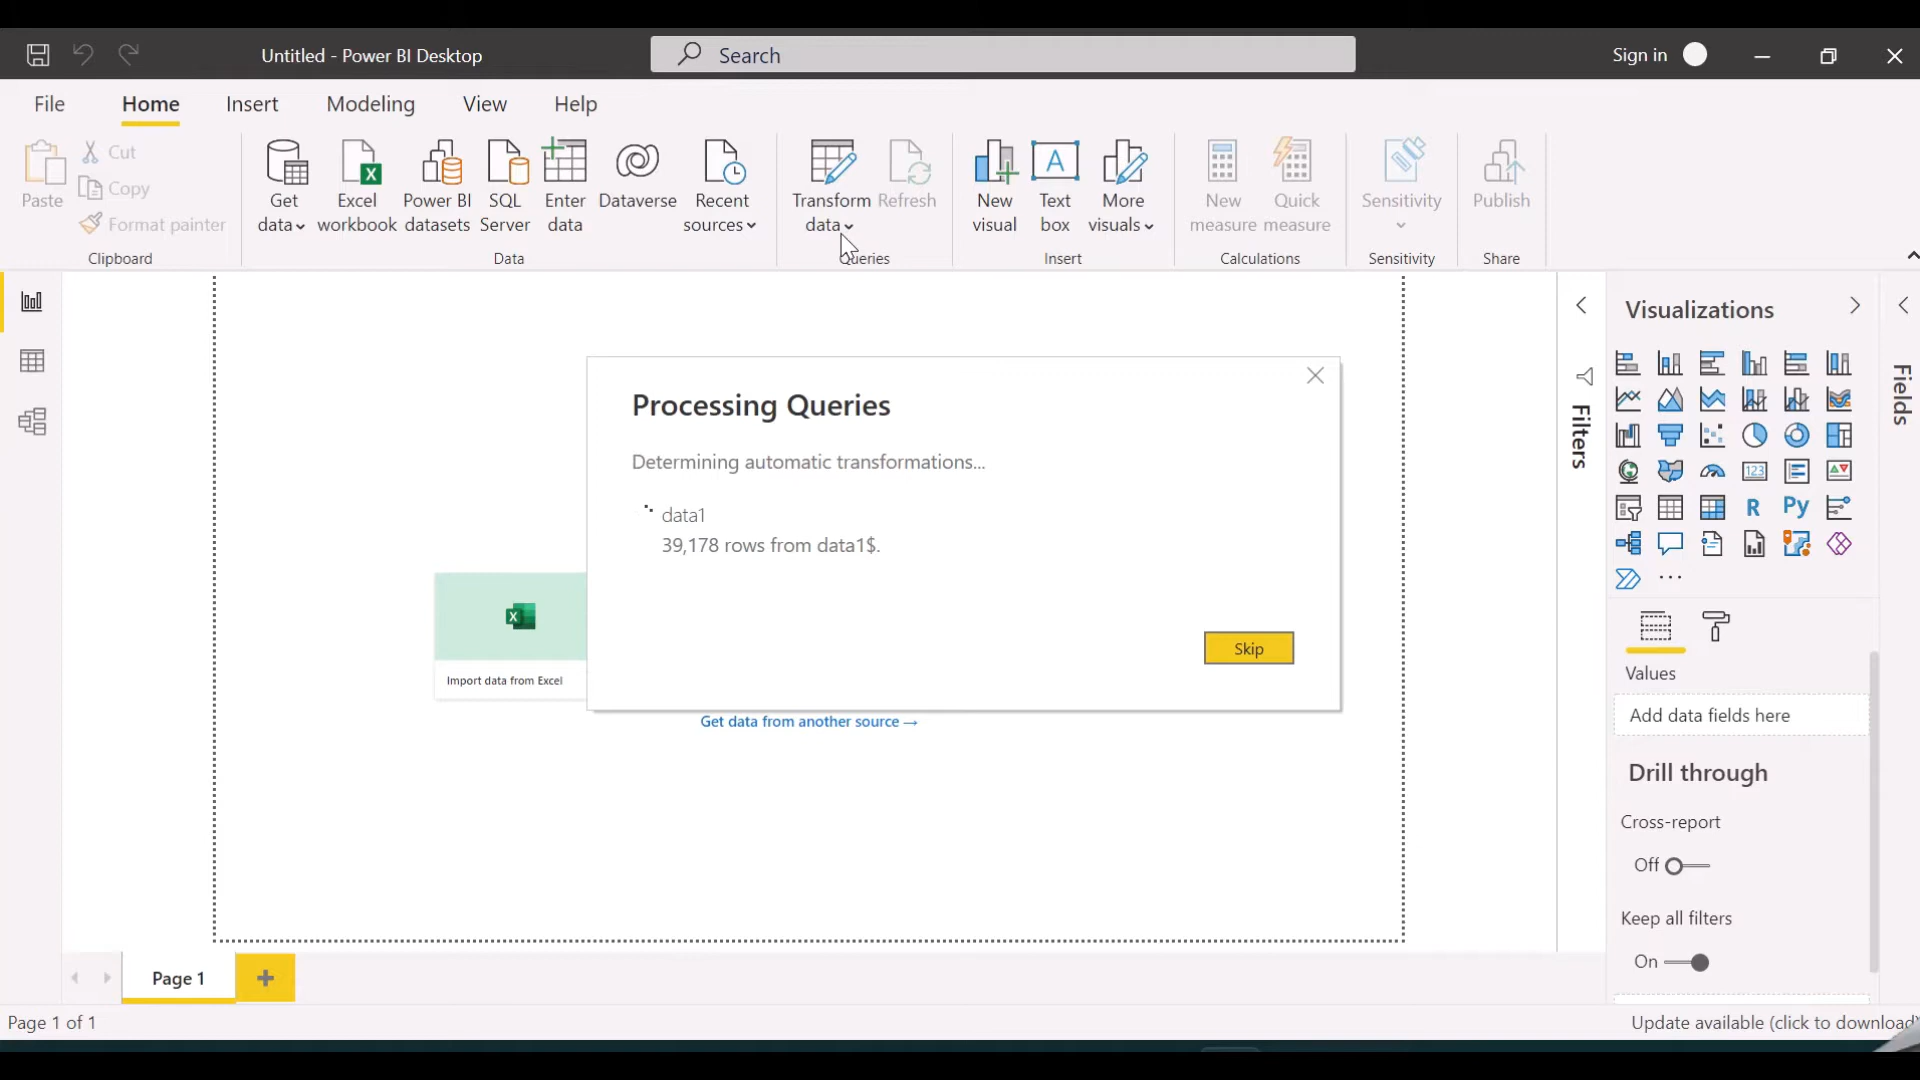 Untitled - Power BI Desktop
Search
Sign in
File
Home
Insert
Modeling
View
Help
Paste
Cut
Copy
Format painter
Clipboard
Get data
Excel workbook
Power BI datasets
SQL Server
Enter data
Dataverse
Recent sources
Data
Transform data
Refresh
Queries
New visual
A
Text box
More visuals
Insert
New measure
Quick measure
Calculations
Sensitivity
Sensitivity
Publish
Share
Processing Queries
Determining automatic transformations...
data1
39,178 rows from data1$.
Skip
Import data from Excel
Get data from another source →
Filters
Visualizations
123
R
Py
Values
Add data fields here
Drill through
Cross-report
Off
Keep all filters
On
Fields
Page 1
Page 1 of 1
Update available (click to download)